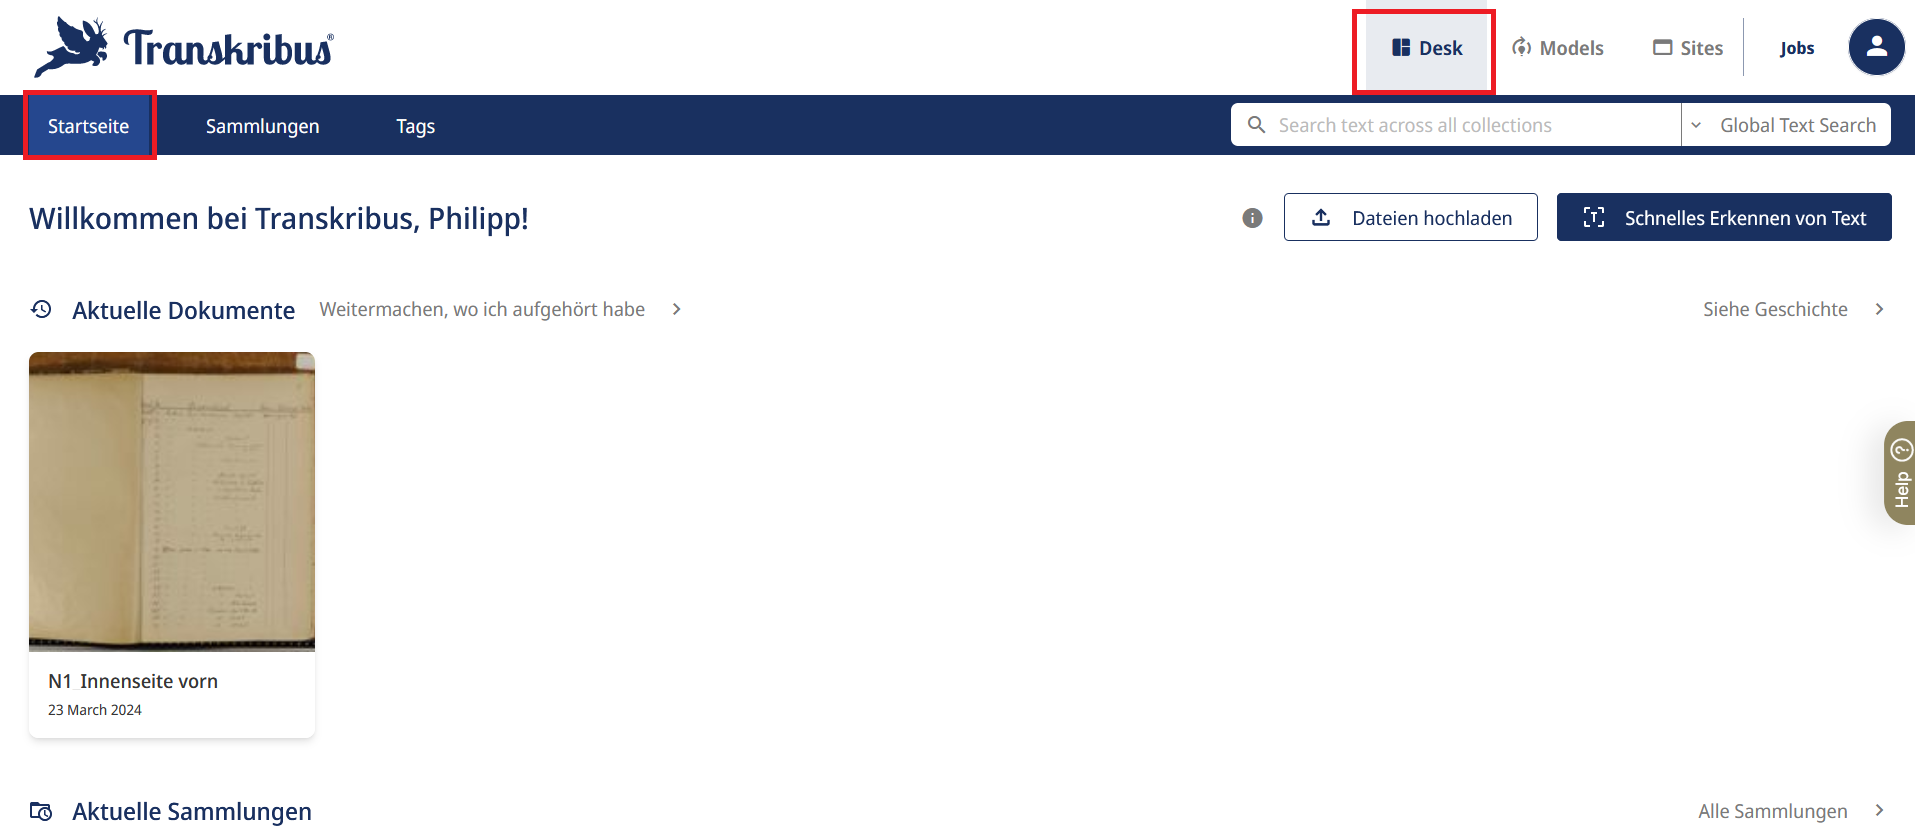 Transkribus®
Desk
Models
Sites
Jobs
Startseite
Sammlungen
Tags
Search text across all collections
Global Text Search
Willkommen bei Transkribus, Philipp!
Dateien hochladen
Schnelles Erkennen von Text
Aktuelle Dokumente
Weitermachen, wo ich aufgehört habe
Siehe Geschichte
Help
N1_Innenseite vorn
23 March 2024
Aktuelle Sammlungen
Alle Sammlungen